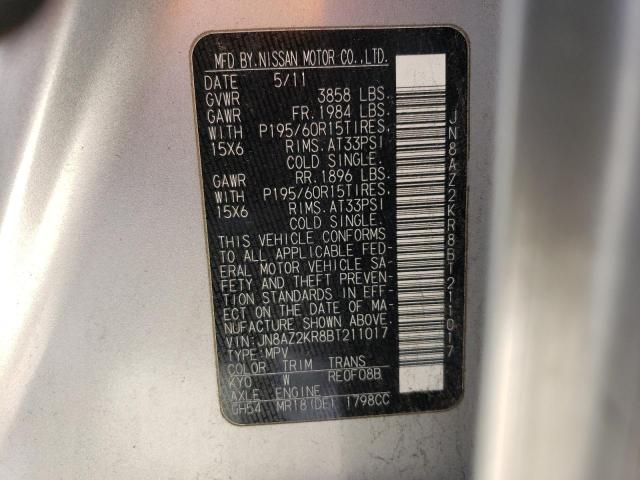 MFD BY.NISSAN MOTOR CO.,LTD.
DATE 5/11
GVWR 3858 LBS.
GAWR FR.1984 LBS.
WITH P195/60R15TIRES.
15X6 RIMS.AT33PSI
COLD SINGLE.
GAWR RR.1896 LBS.
WITH P195/60R15TIRES.
15X6 RIMS.AT33PSI
COLD SINGLE.
THIS VEHICLE CONFORMS
TO ALL APPLICABLE FED-
ERAL MOTOR VEHICLE SA-
FETY AND THEFT PREVEN-
TION STANDARDS IN EFF-
ECT ON THE DATE OF MA-
NUFACTURE SHOWN ABOVE.
VIN:JN8AZ2KR8BT211017
TYPE:MPV
COLOR TRIM TRANS
KYO W RE0F08B
AXLE ENGINE
GH54 MR18(DE) 1798CC
JN8AZ2KR8BT211017